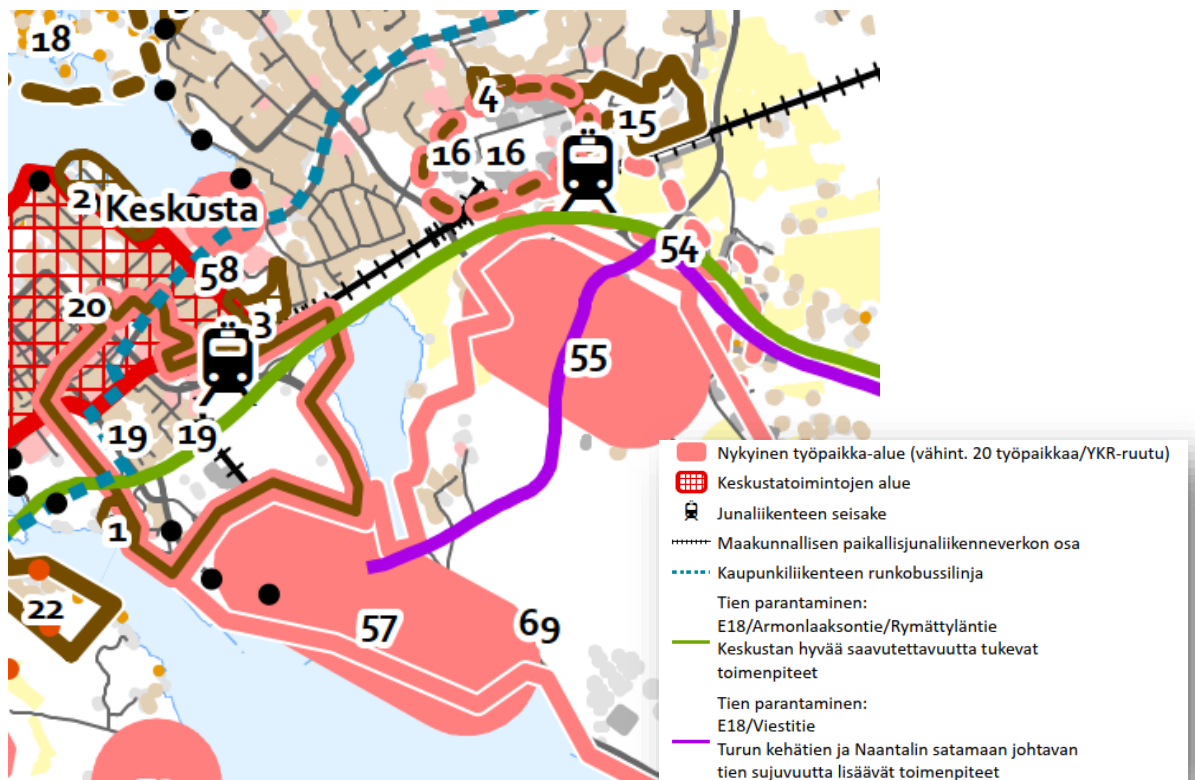 18
4
15
16 16
2
Keskusta
54
58
20
3
55
19 19
1
22
57
69
Nykyinen työpaikka-alue (vähint. 20 työpaikkaa/YKR-ruutu)
Keskustatoimintojen alue
Junaliikenteen seisake
Maakunnallisen paikallisjunaliikenneverkon osa
Kaupunkiliikenteen runkobussilinja
Tien parantaminen:
E18/Armonlaaksontie/Rymättyläntie
Keskustan hyvää saavutettavuutta tukevat
toimenpiteet
Tien parantaminen:
E18/Viestitie
Turun kehätien ja Naantalin satamaan johtavan
tien sujuvuutta lisäävät toimenpiteet